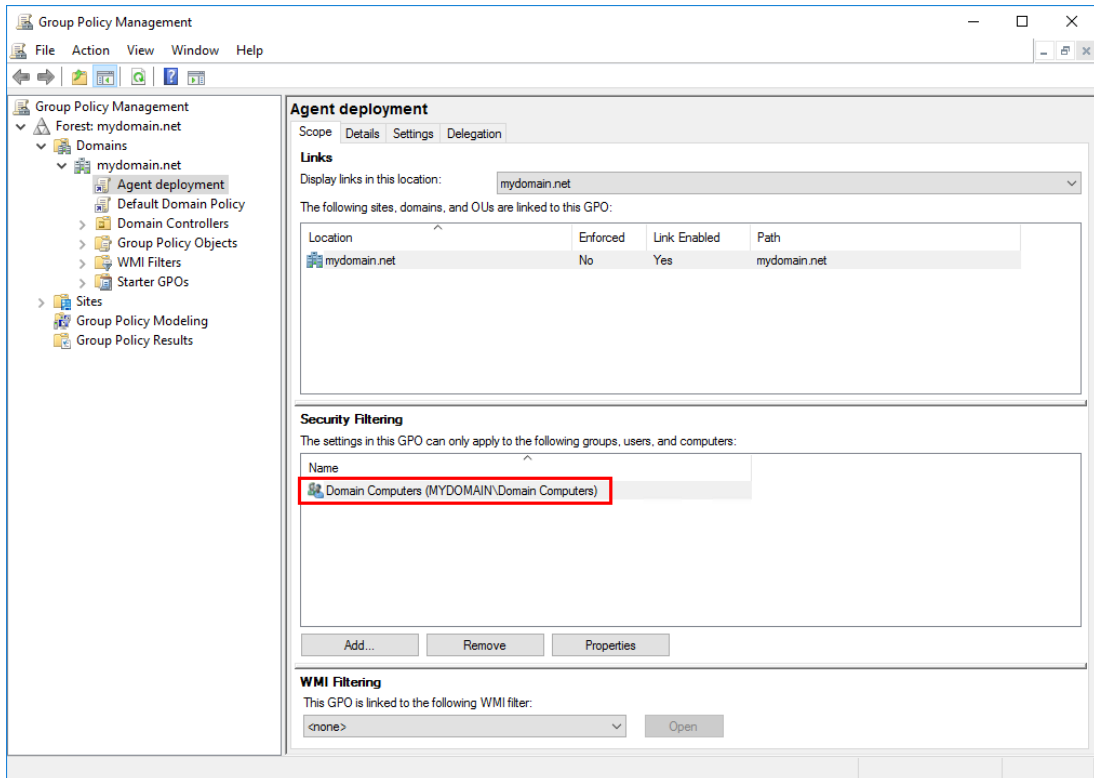 Group Policy Management
File Action View Window Help
Group Policy Management
Forest: mydomain.net
Domains
mydomain.net
Agent deployment
Default Domain Policy
Domain Controllers
Group Policy Objects
WMI Filters
Starter GPOs
Sites
Group Policy Modeling
Group Policy Results
Agent deployment
Scope Details Settings Delegation
Links
Display links in this location: mydomain.net
The following sites, domains, and OUs are linked to this GPO:
Location Enforced Link Enabled Path
mydomain.net No Yes mydomain.net
Security Filtering
The settings in this GPO can only apply to the following groups, users, and computers:
Name
Domain Computers (MYDOMAIN\Domain Computers)
Add... Remove Properties
WMI Filtering
This GPO is linked to the following WMI filter:
<none> Open